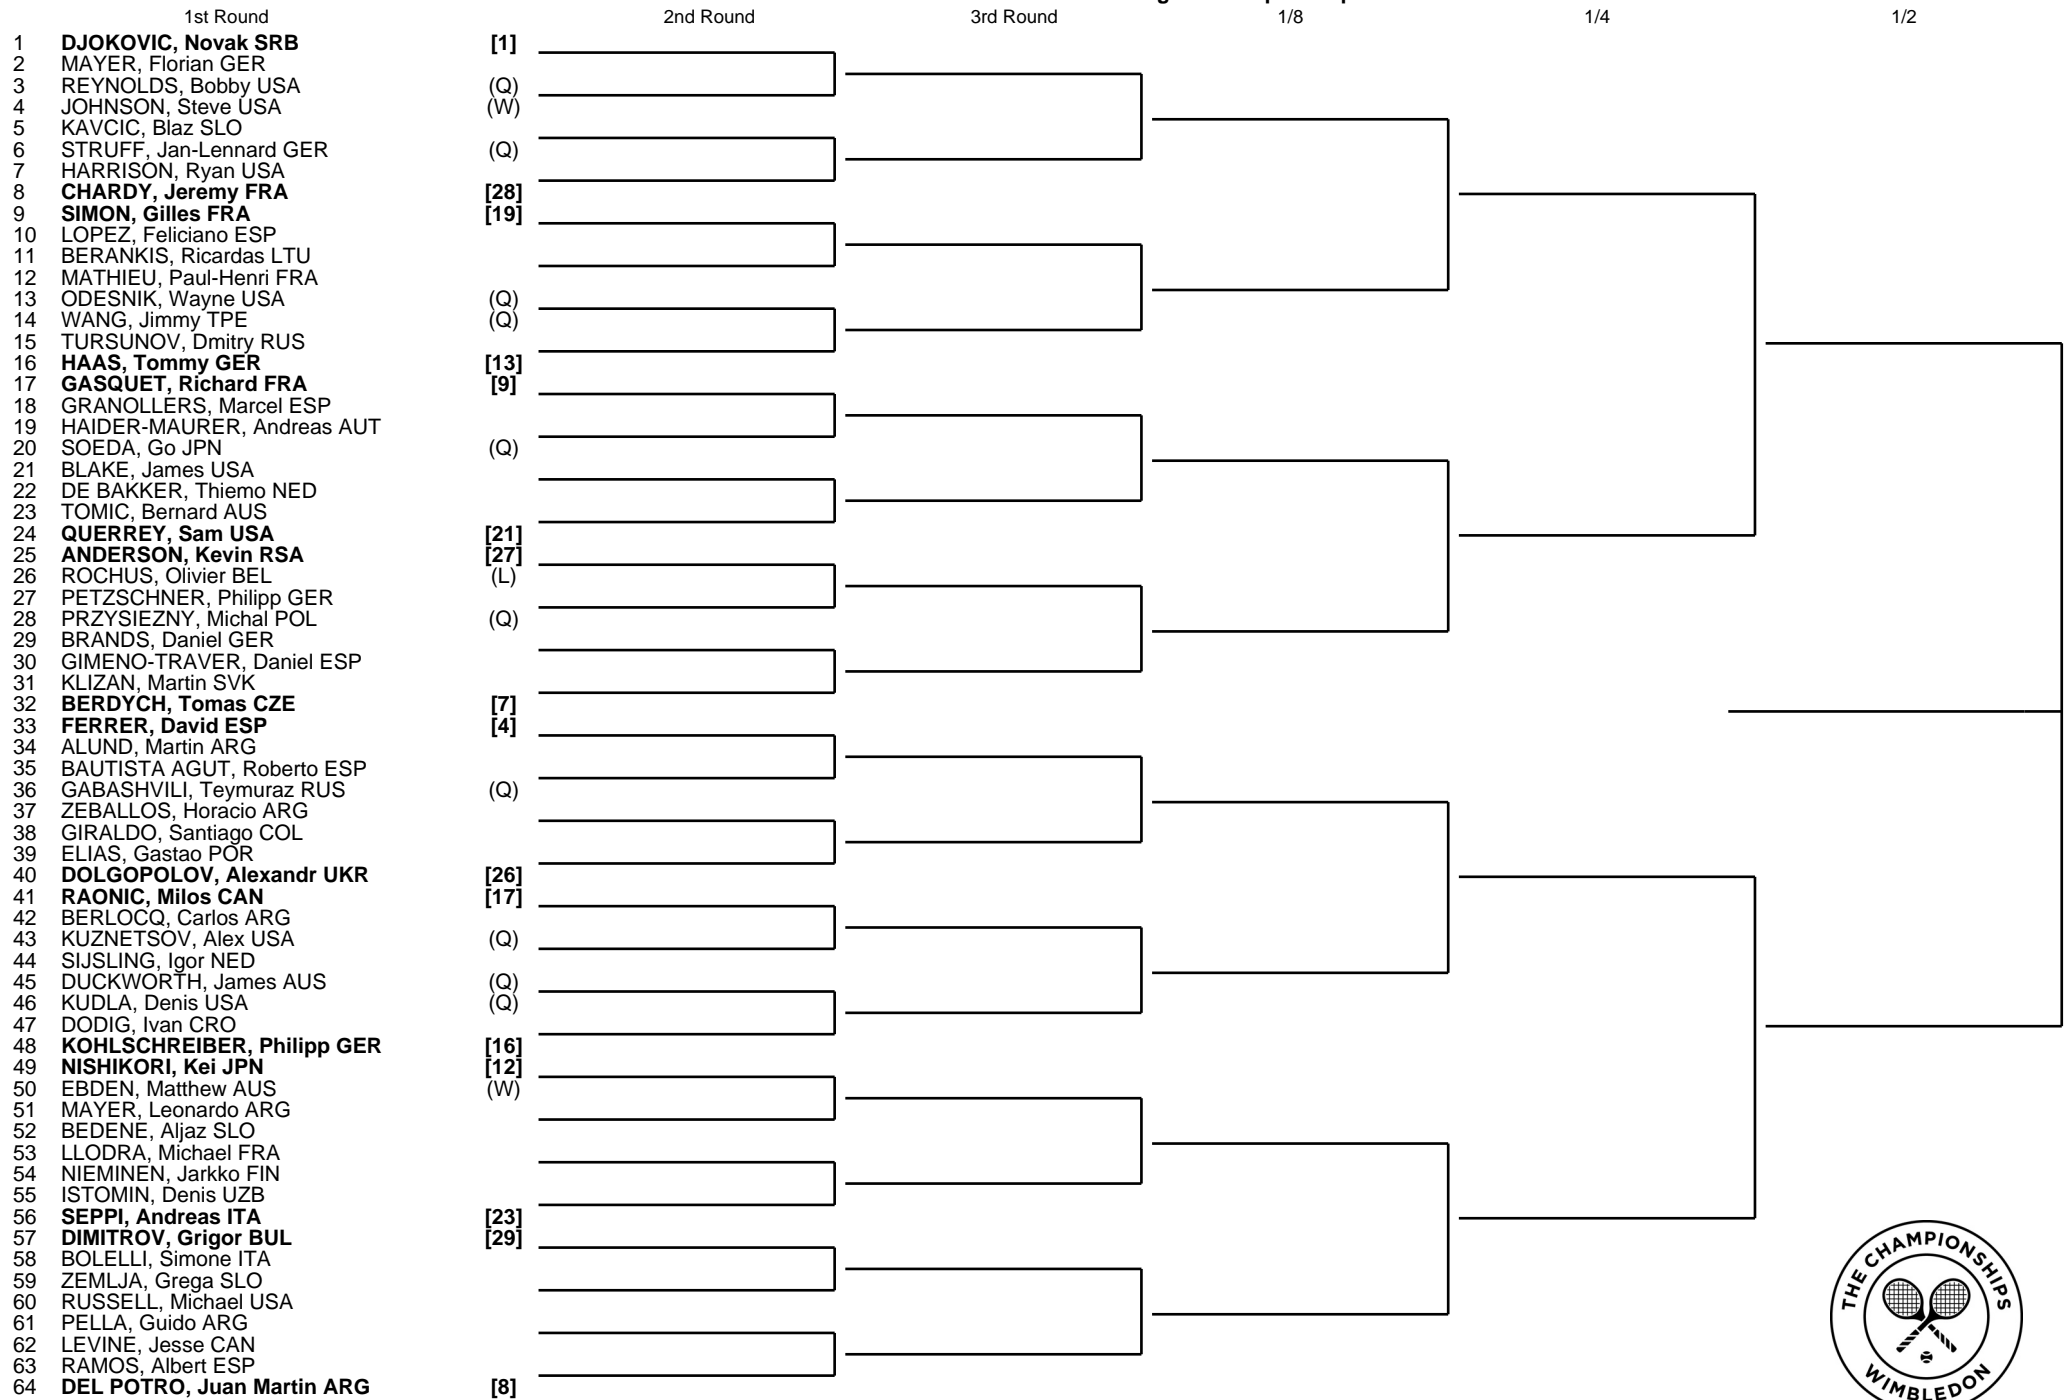 1st Round 2nd Round 3rd Round 1/8 1/4 1/2
1 DJOKOVIC, Novak SRB [1]
2 MAYER, Florian GER
3 REYNOLDS, Bobby USA (Q)
4 JOHNSON, Steve USA (W)
5 KAVCIC, Blaz SLO
6 STRUFF, Jan-Lennard GER (Q)
7 HARRISON, Ryan USA
8 CHARDY, Jeremy FRA [28]
9 SIMON, Gilles FRA [19]
10 LOPEZ, Feliciano ESP
11 BERANKIS, Ricardas LTU
12 MATHIEU, Paul-Henri FRA
13 ODESNIK, Wayne USA (Q)
14 WANG, Jimmy TPE (Q)
15 TURSUNOV, Dmitry RUS
16 HAAS, Tommy GER [13]
17 GASQUET, Richard FRA [9]
18 GRANOLLERS, Marcel ESP
19 HAIDER-MAURER, Andreas AUT
20 SOEDA, Go JPN (Q)
21 BLAKE, James USA
22 DE BAKKER, Thiemo NED
23 TOMIC, Bernard AUS
24 QUERREY, Sam USA [21]
25 ANDERSON, Kevin RSA [27]
26 ROCHUS, Olivier BEL (L)
27 PETZSCHNER, Philipp GER
28 PRZYSIEZNY, Michal POL (Q)
29 BRANDS, Daniel GER
30 GIMENO-TRAVER, Daniel ESP
31 KLIZAN, Martin SVK
32 BERDYCH, Tomas CZE [7]
33 FERRER, David ESP [4]
34 ALUND, Martin ARG
35 BAUTISTA AGUT, Roberto ESP
36 GABASHVILI, Teymuraz RUS (Q)
37 ZEBALLOS, Horacio ARG
38 GIRALDO, Santiago COL
39 ELIAS, Gastao POR
40 DOLGOPOLOV, Alexandr UKR [26]
41 RAONIC, Milos CAN [17]
42 BERLOCQ, Carlos ARG
43 KUZNETSOV, Alex USA (Q)
44 SIJSLING, Igor NED
45 DUCKWORTH, James AUS (Q)
46 KUDLA, Denis USA (Q)
47 DODIG, Ivan CRO
48 KOHLSCHREIBER, Philipp GER [16]
49 NISHIKORI, Kei JPN [12]
50 EBDEN, Matthew AUS (W)
51 MAYER, Leonardo ARG
52 BEDENE, Aljaz SLO
53 LLODRA, Michael FRA
54 NIEMINEN, Jarkko FIN
55 ISTOMIN, Denis UZB
56 SEPPI, Andreas ITA [23]
57 DIMITROV, Grigor BUL [29]
58 BOLELLI, Simone ITA
59 ZEMLJA, Grega SLO
60 RUSSELL, Michael USA
61 PELLA, Guido ARG
62 LEVINE, Jesse CAN
63 RAMOS, Albert ESP
64 DEL POTRO, Juan Martin ARG [8]
THE CHAMPIONSHIPS
WIMBLEDON